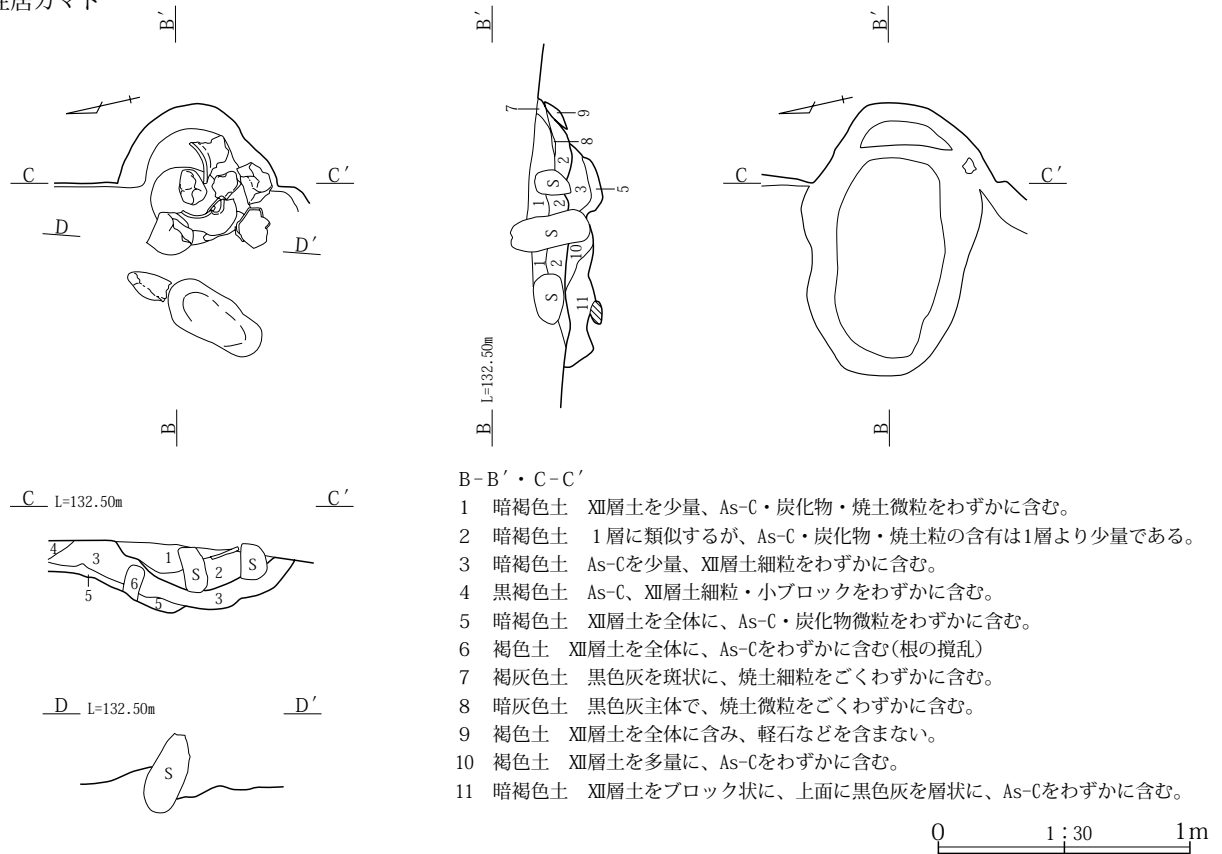 カマド
B′
B′
B′
7
9
8
2
S
3
5
1
2
S
10
1
2
S
11
C
C′
C
C′
D
D′
L=132.50m
B
B
B
C L=132.50m
C′
4
3
1
S
2
S
6
5
5
3
D L=132.50m
D′
S
B-B′・C-C′
1 暗褐色土 Ⅻ層土を少量、As-C・炭化物・焼土微粒をわずかに含む。
2 暗褐色土 1層に類似するが、As-C・炭化物・焼土粒の含有は1層より少量である。
3 暗褐色土 As-Cを少量、Ⅻ層土細粒をわずかに含む。
4 黒褐色土 As-C、Ⅻ層土細粒・小ブロックをわずかに含む。
5 暗褐色土 Ⅻ層土を全体に、As-C・炭化物微粒をわずかに含む。
6 褐色土 Ⅻ層土を全体に、As-Cをわずかに含む(根の撹乱)
7 褐灰色土 黒色灰を斑状に、焼土細粒をごくわずかに含む。
8 暗灰色土 黒色灰主体で、焼土微粒をごくわずかに含む。
9 褐色土 Ⅻ層土を全体に含み、軽石などを含まない。
10 褐色土 Ⅻ層土を多量に、As-Cをわずかに含む。
11 暗褐色土 Ⅻ層土をブロック状に、上面に黒色灰を層状に、As-Cをわずかに含む。
0 1:30 1m